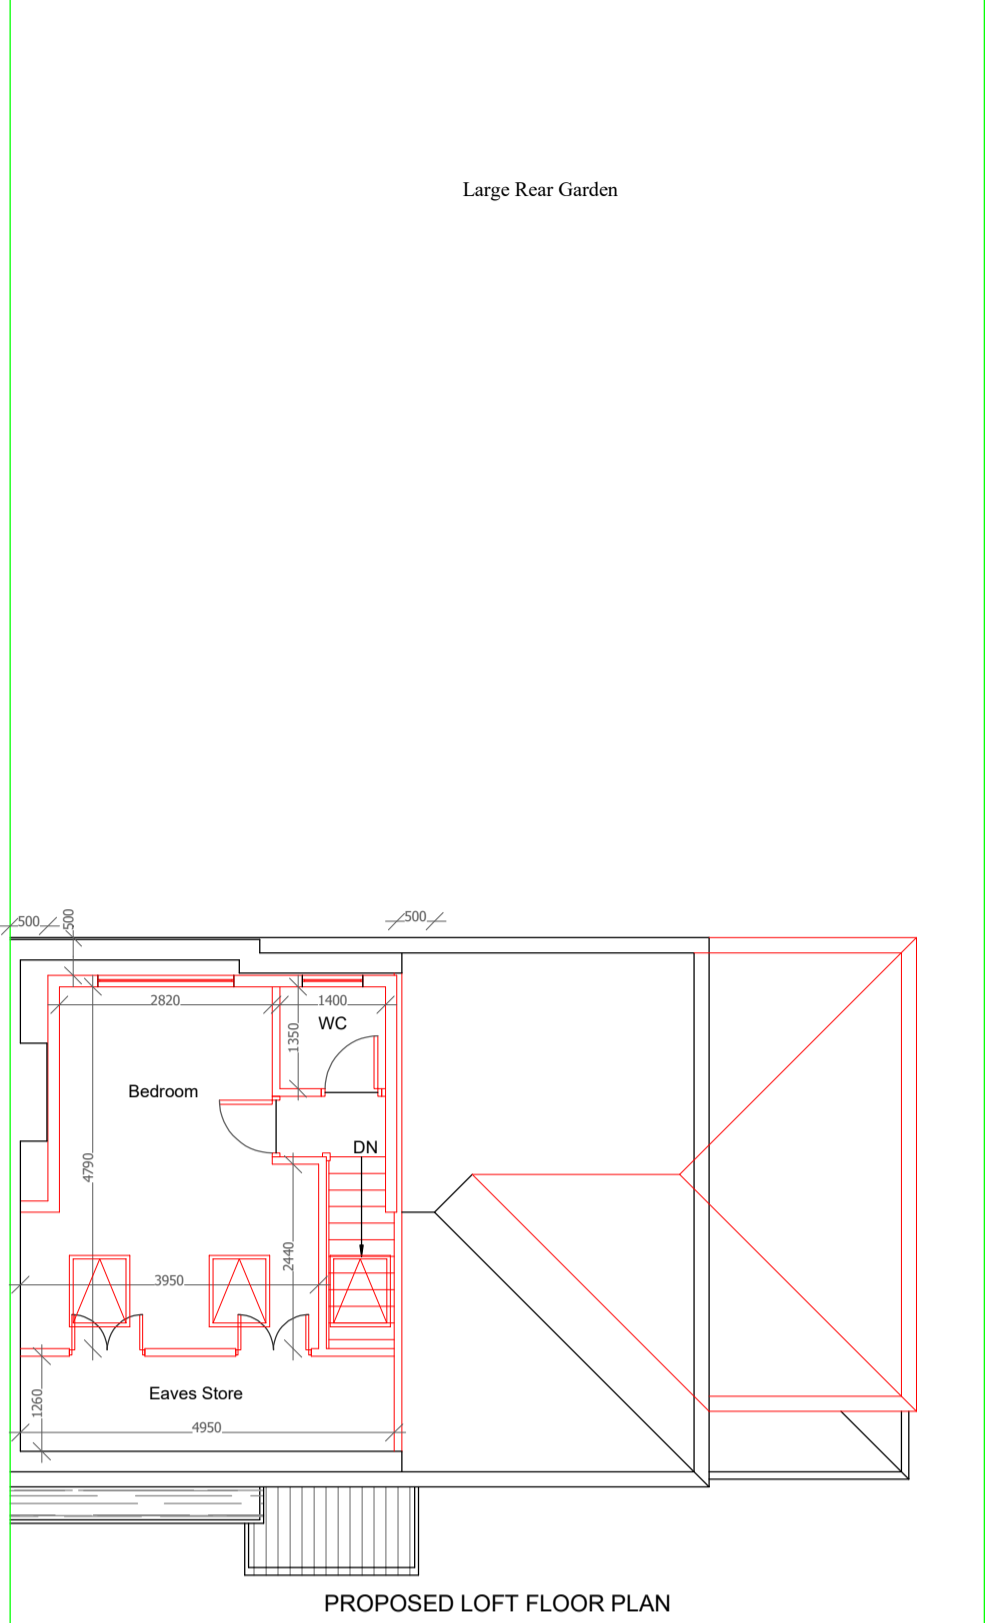 Large Rear Garden
500
500
500
2820
1400
WC
1350
Bedroom
DN
4790
2440
3950
Eaves Store
1260
4950
PROPOSED LOFT FLOOR PLAN